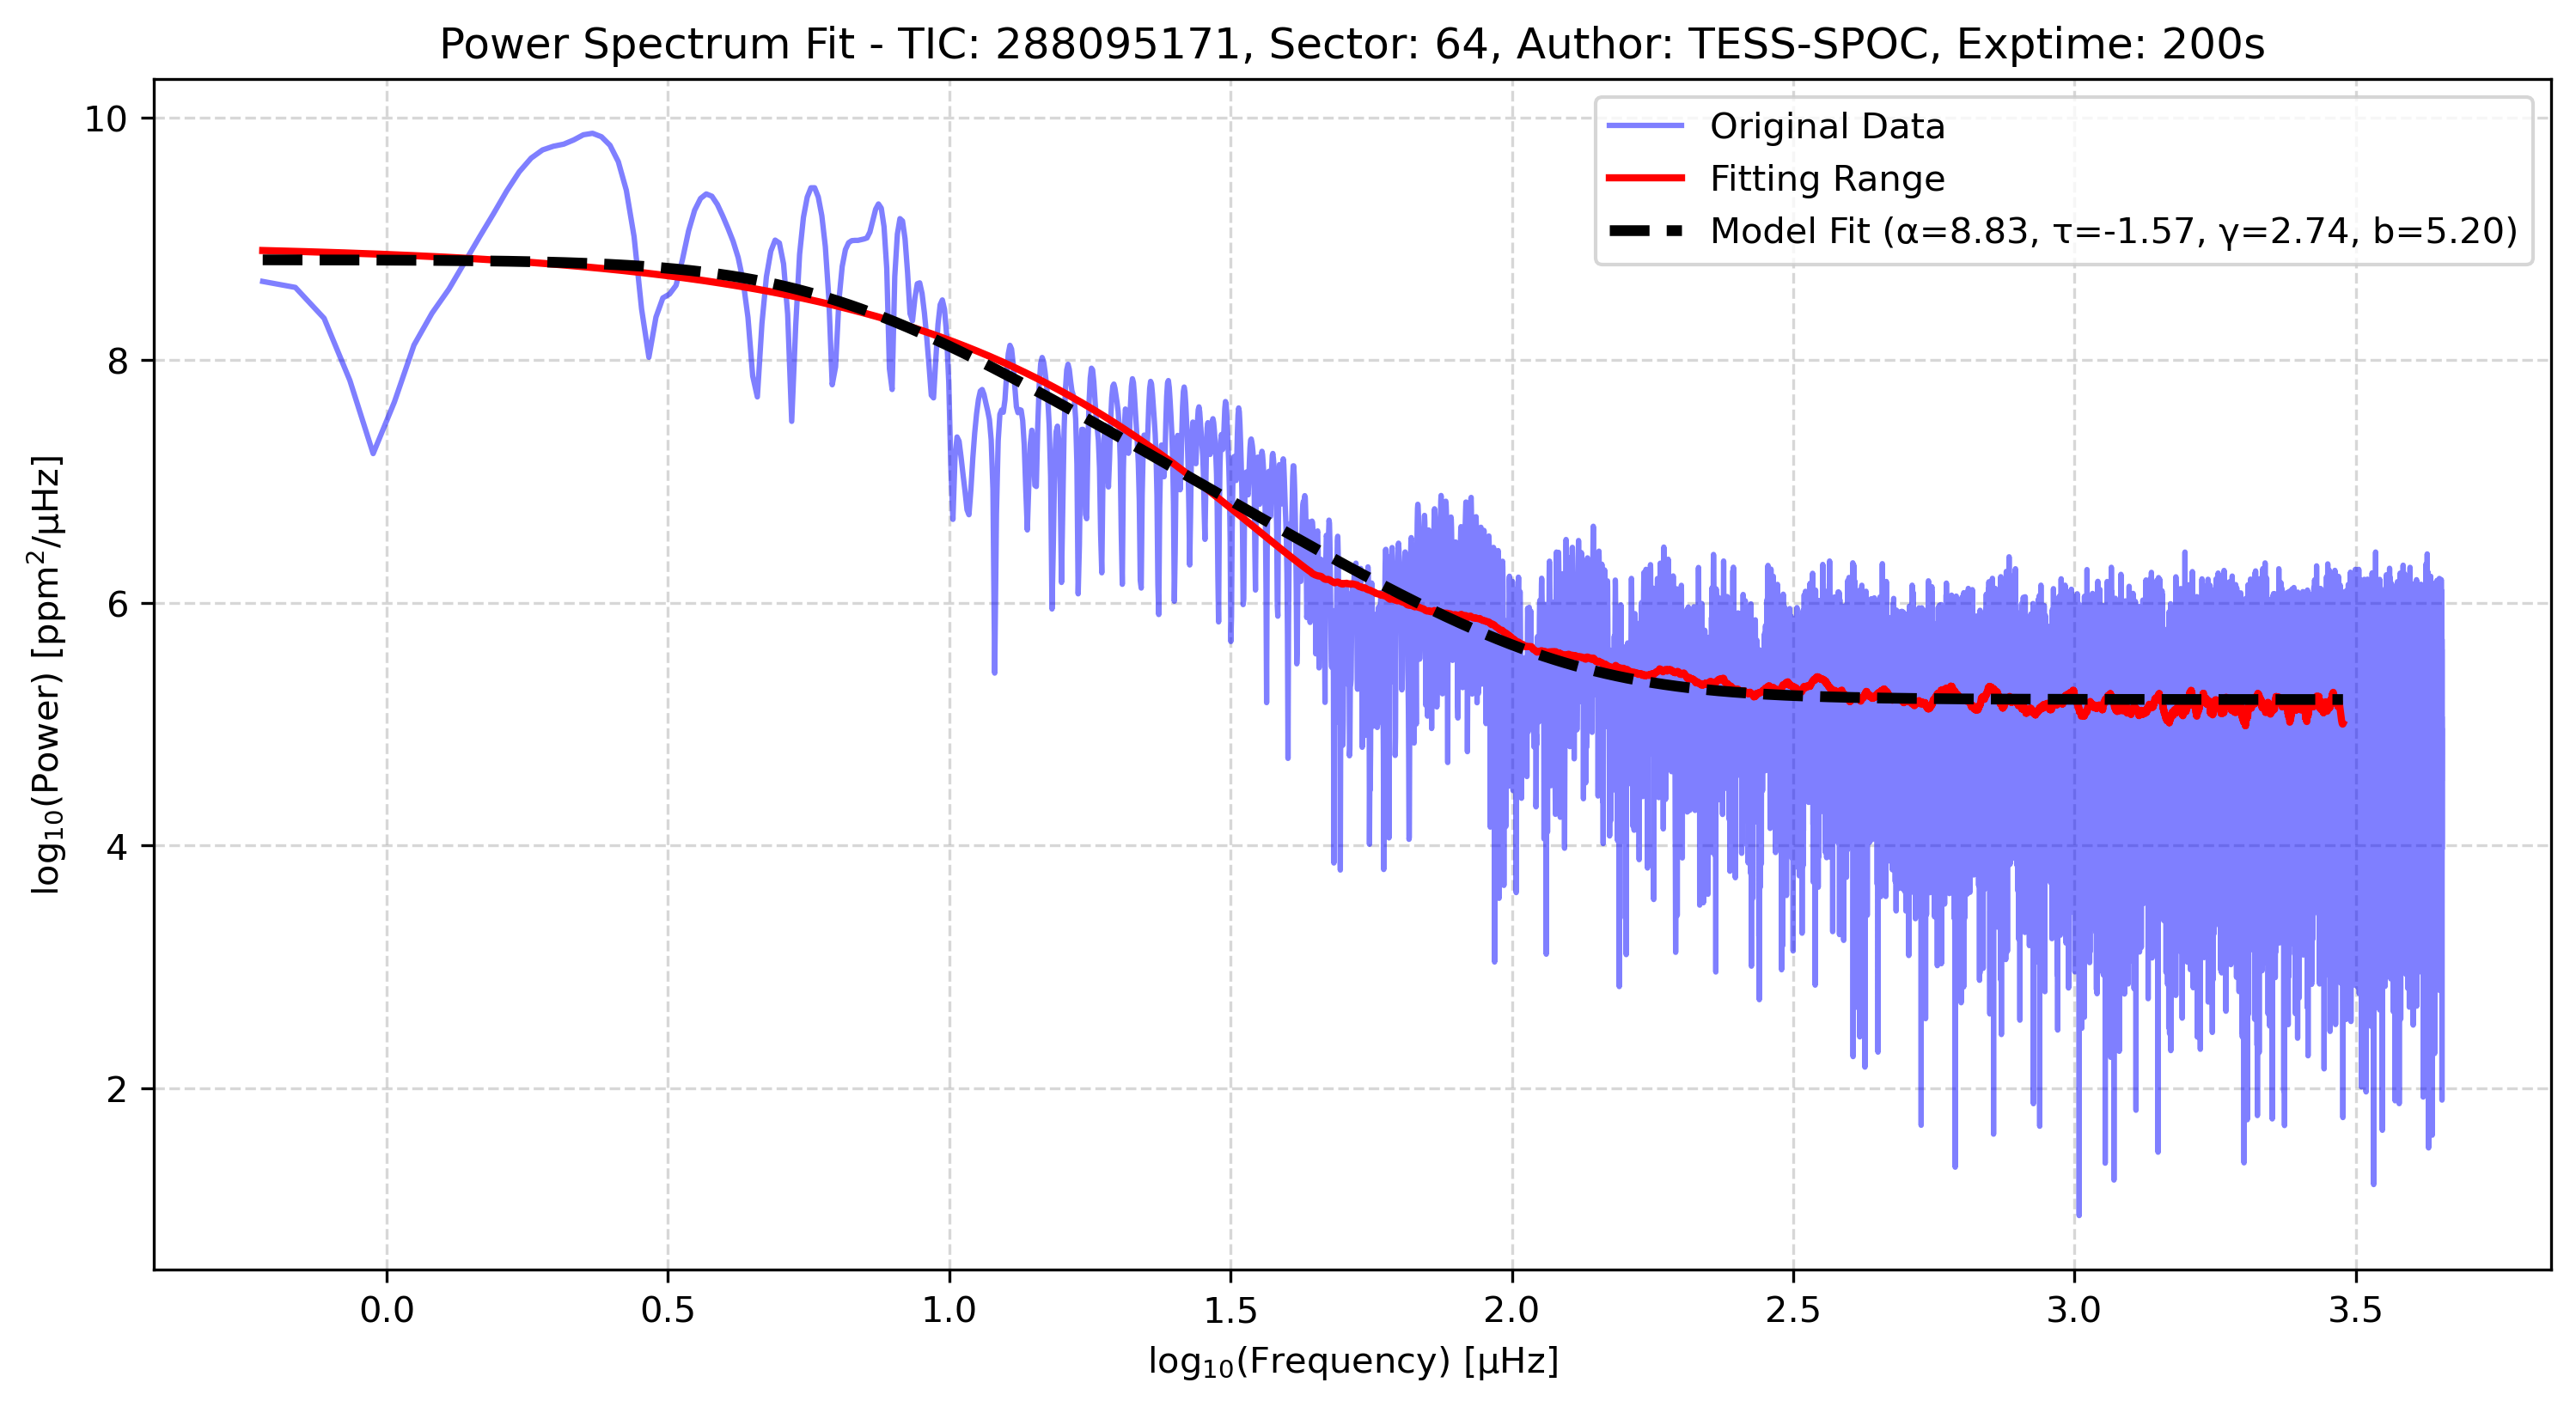 Power Spectrum Fit - TIC: 288095171, Sector: 64, Author: TESS-SPOC, Exptime: 200s
Original Data
Fitting Range
Model Fit (α=8.83, τ=-1.57, γ=2.74, b=5.20)
log₁₀(Power) [ppm²/µHz]
10
8
6
4
2
0.0 0.5 1.0 1.5 2.0 2.5 3.0 3.5
log₁₀(Frequency) [µHz]